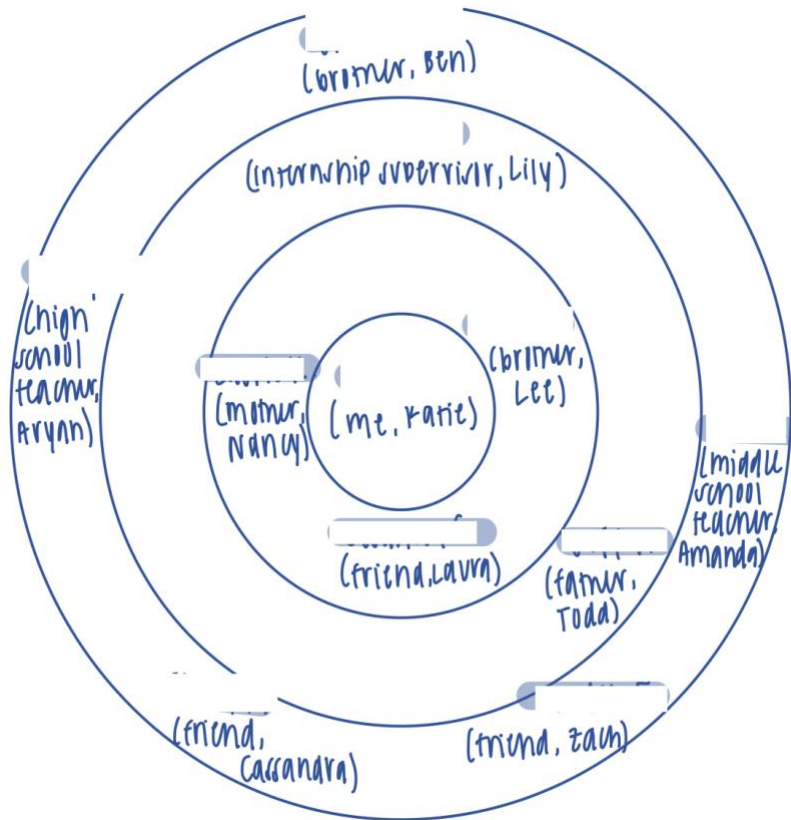 (brother, Ben)
(internship supervisor, Lily)
(high
school
teacher,
Aryan)
(mother,
Nancy)
(me, Katie)
(brother,
Lee)
(middle
school
teacher,
Amanda)
(friend, Laura)
(father,
Todd)
(friend,
Cassandra)
(friend, Zach)